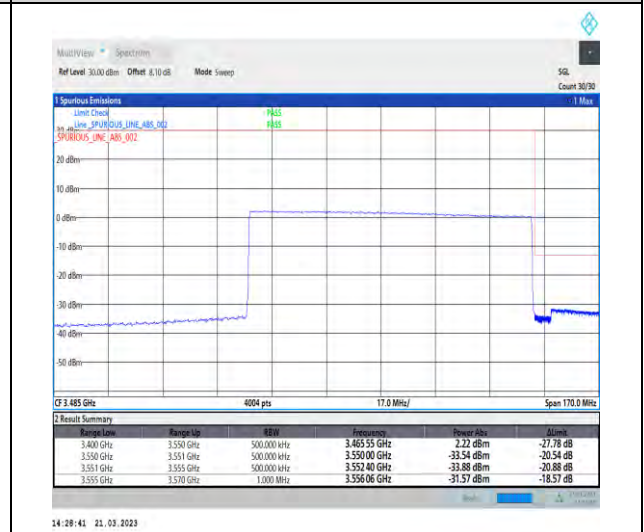 MultiView Spectrum
Ref Level 30.00 dBm Offset 8.10 dB Mode Sweep SGL
Count 30/30
1 Spurious Emissions 1 Max
Limit Check PASS
Line _SPURIOUS_LINE_ABS_002 PASS
_SPURIOUS_LINE_ABS_002
20 dBm
10 dBm
0 dBm
-10 dBm
-20 dBm
-30 dBm
-40 dBm
-50 dBm
CF 3.485 GHz 4004 pts 17.0 MHz/ Span 170.0 MHz
2 Result Summary
Range Low Range Up RBW Frequency Power Abs ΔLimit
3.400 GHz 3.550 GHz 500.000 kHz 3.465 55 GHz 2.22 dBm -27.78 dB
3.550 GHz 3.551 GHz 500.000 kHz 3.550 00 GHz -33.54 dBm -20.54 dB
3.551 GHz 3.555 GHz 500.000 kHz 3.552 40 GHz -33.88 dBm -20.88 dB
3.555 GHz 3.570 GHz 1.000 MHz 3.556 06 GHz -31.57 dBm -18.57 dB
14:28:41 21.03.2023